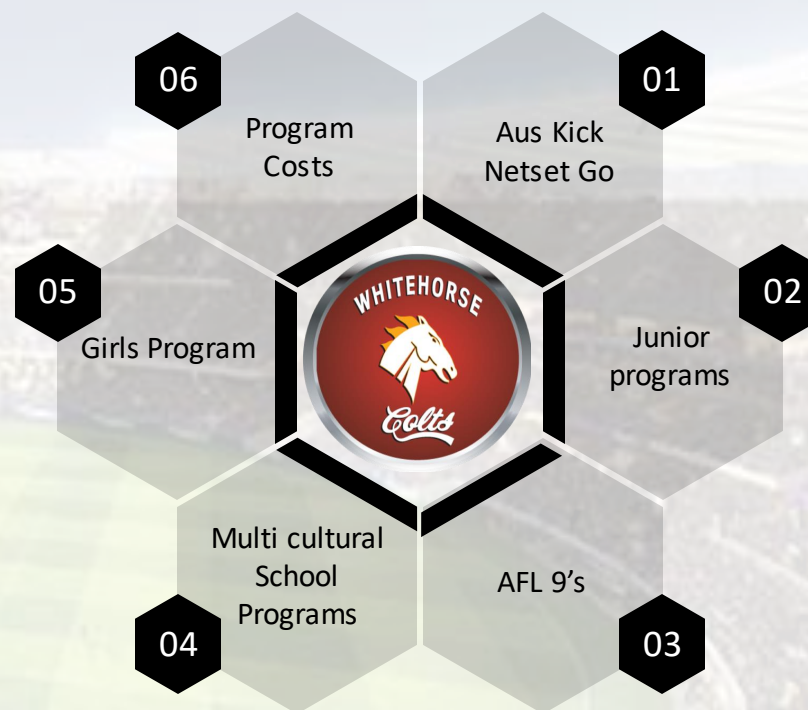 06
Program
Costs
01
Aus Kick
Netset Go
05
Girls Program
WHITEHORSE
Colts
02
Junior
programs
Multi cultural
School
Programs
04
AFL 9’s
03